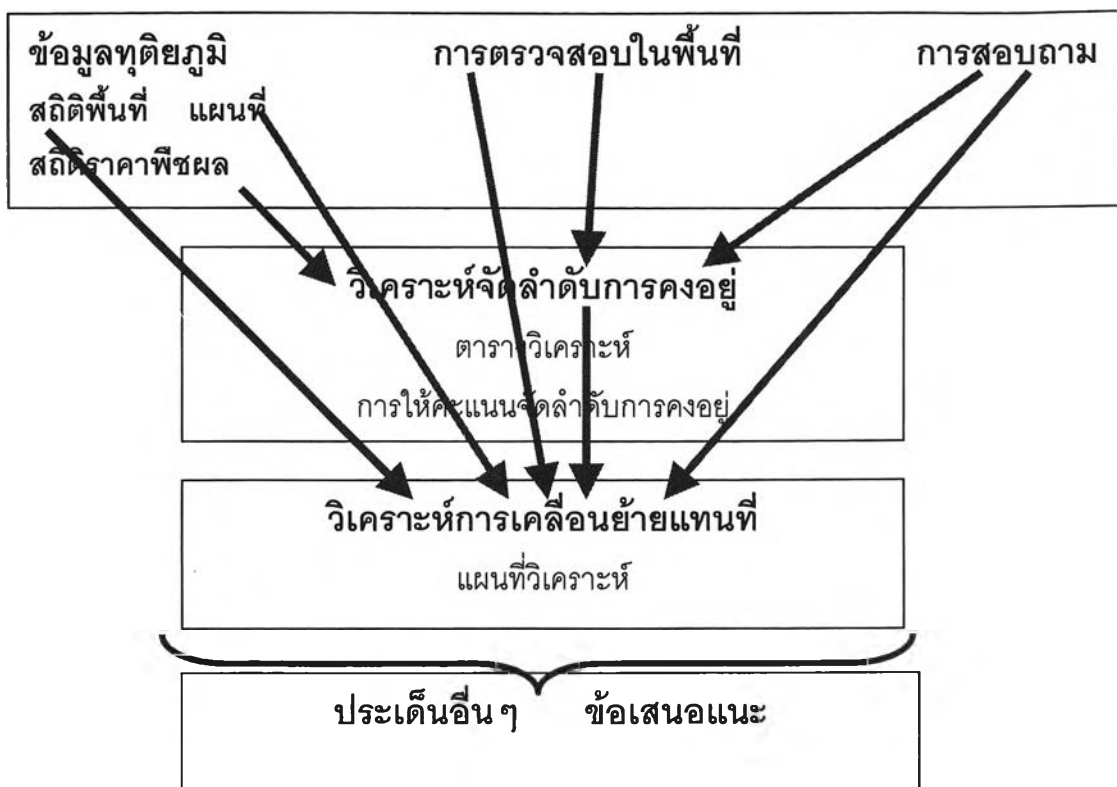 ข้อมูลทุติยภูมิ การตรวจสอบในพื้นที่ การสอบถาม
สถิติพื้นที่ แผนที่
สถิติราคาพืชผล
วิเคราะห์จัดลำดับการคงอยู่
ตารางวิเคราะห์
การให้คะแนนจัดลำดับการคงอยู่
วิเคราะห์การเคลื่อนย้ายแทนที่
แผนที่วิเคราะห์
ประเด็นอื่นๆ ข้อเสนอแนะ